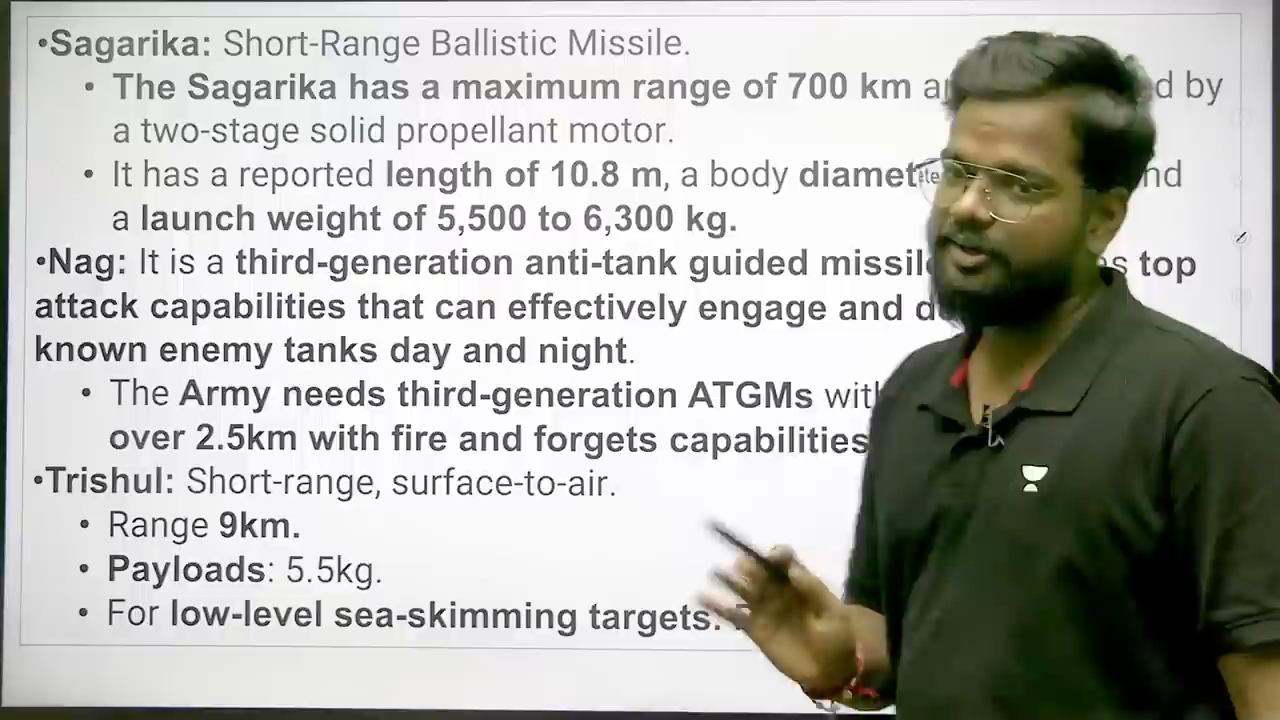 •Sagarika: Short-Range Ballistic Missile.
• The Sagarika has a maximum range of 700 km by
a two-stage solid propellant motor.
• It has a reported length of 10.8 m, a body
a launch weight of 5,500 to 6,300 kg.
•Nag: It is a third-generation anti-tank guided top
attack capabilities that can effectively engage and
known enemy tanks day and night.
• The Army needs third-generation ATGMs
over 2.5km with fire and forgets capabilities
•Trishul: Short-range, surface-to-air.
• Range 9km.
• Payloads: 5.5kg.
• For low-level sea-skimming targets.